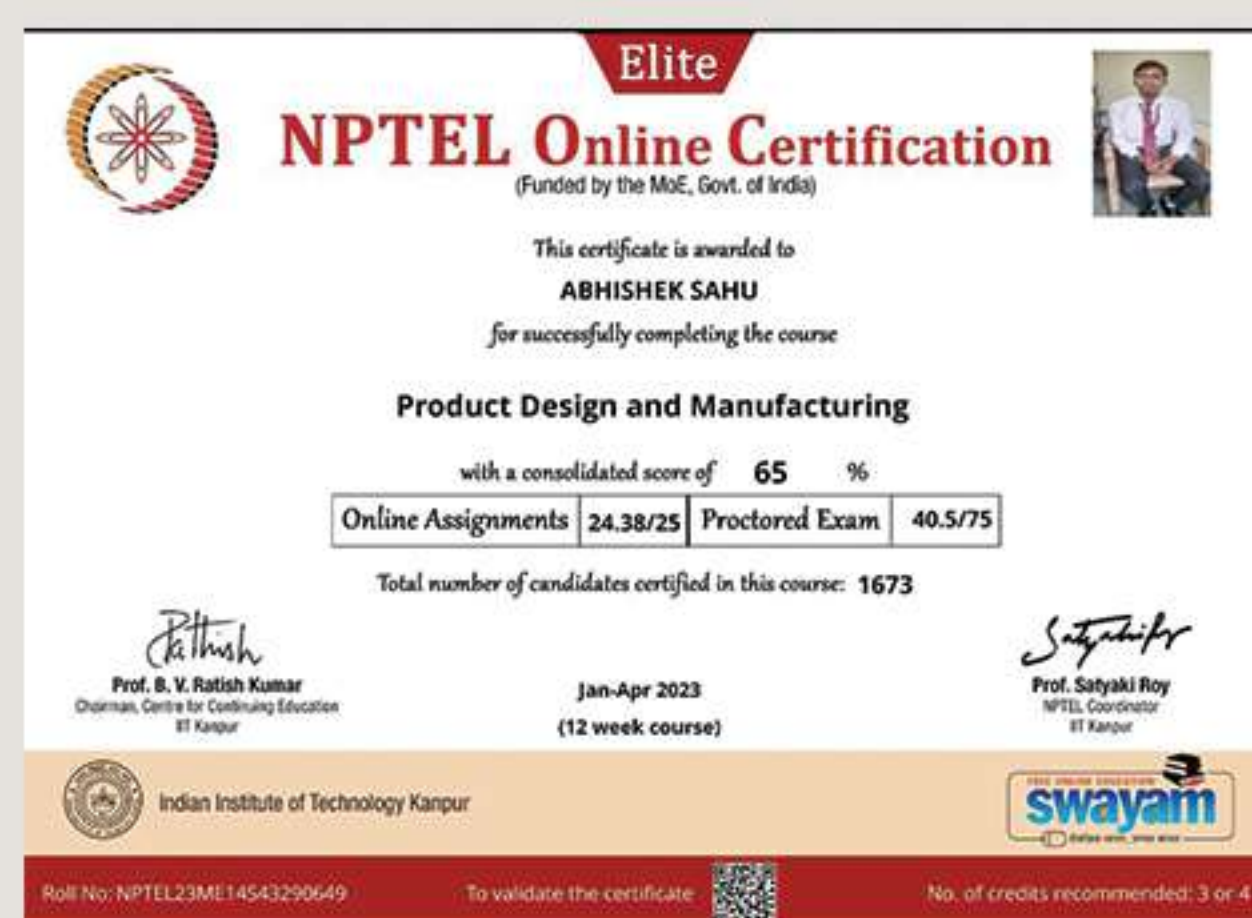 Elite
NPTEL Online Certification
(Funded by the MoE, Govt. of India)
This certificate is awarded to
ABHISHEK SAHU
for successfully completing the course
Product Design and Manufacturing
with a consolidated score of 65 %
Online Assignments 24.38/25 Proctored Exam 40.5/75
Total number of candidates certified in this course: 1673
Prof. B. V. Ratish Kumar
Chairman, Centre for Continuing Education
IIT Kanpur
Jan-Apr 2023
(12 week course)
Prof. Satyaki Roy
NPTEL Coordinator
IIT Kanpur
Indian Institute of Technology Kanpur
FREE ONLINE EDUCATION
swayam
Roll No: NPTEL23ME14543290649 To validate the certificate No. of credits recommended: 3 or 4